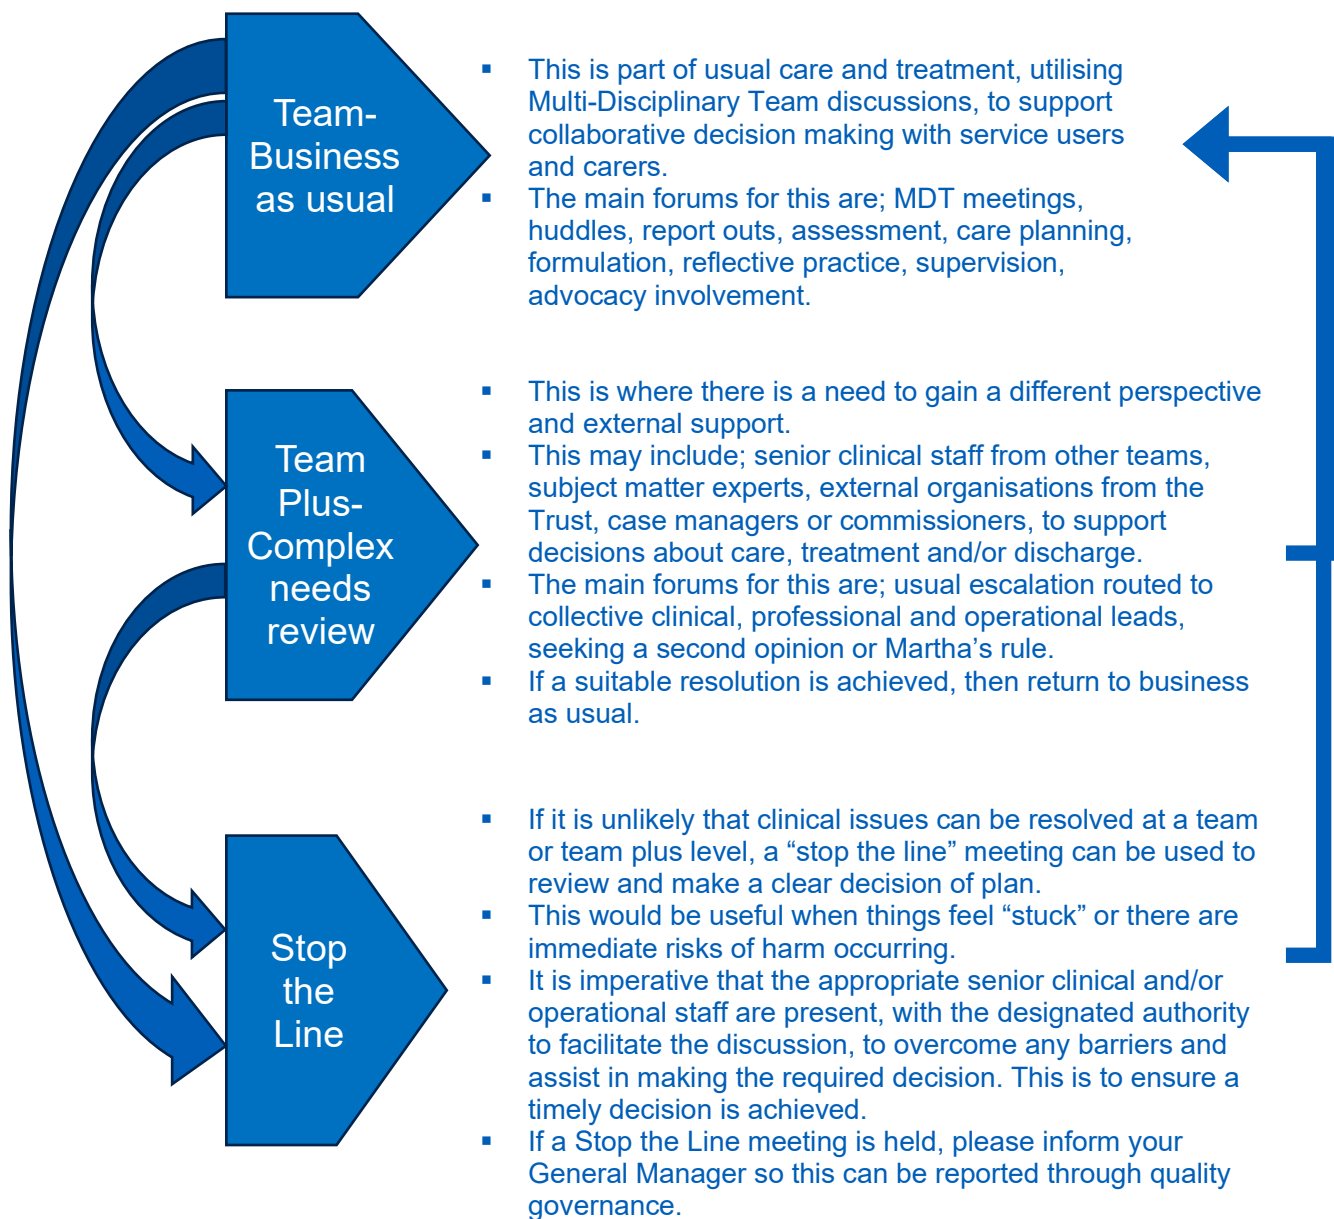 Team-
Business
as usual
▪ This is part of usual care and treatment, utilising
Multi-Disciplinary Team discussions, to support
collaborative decision making with service users
and carers.
▪ The main forums for this are; MDT meetings,
huddles, report outs, assessment, care planning,
formulation, reflective practice, supervision,
advocacy involvement.
Team
Plus-
Complex
needs
review
▪ This is where there is a need to gain a different perspective
and external support.
▪ This may include; senior clinical staff from other teams,
subject matter experts, external organisations from the
Trust, case managers or commissioners, to support
decisions about care, treatment and/or discharge.
▪ The main forums for this are; usual escalation routed to
collective clinical, professional and operational leads,
seeking a second opinion or Martha’s rule.
▪ If a suitable resolution is achieved, then return to business
as usual.
Stop
the
Line
▪ If it is unlikely that clinical issues can be resolved at a team
or team plus level, a “stop the line” meeting can be used to
review and make a clear decision of plan.
▪ This would be useful when things feel “stuck” or there are
immediate risks of harm occurring.
▪ It is imperative that the appropriate senior clinical and/or
operational staff are present, with the designated authority
to facilitate the discussion, to overcome any barriers and
assist in making the required decision. This is to ensure a
timely decision is achieved.
▪ If a Stop the Line meeting is held, please inform your
General Manager so this can be reported through quality
governance.